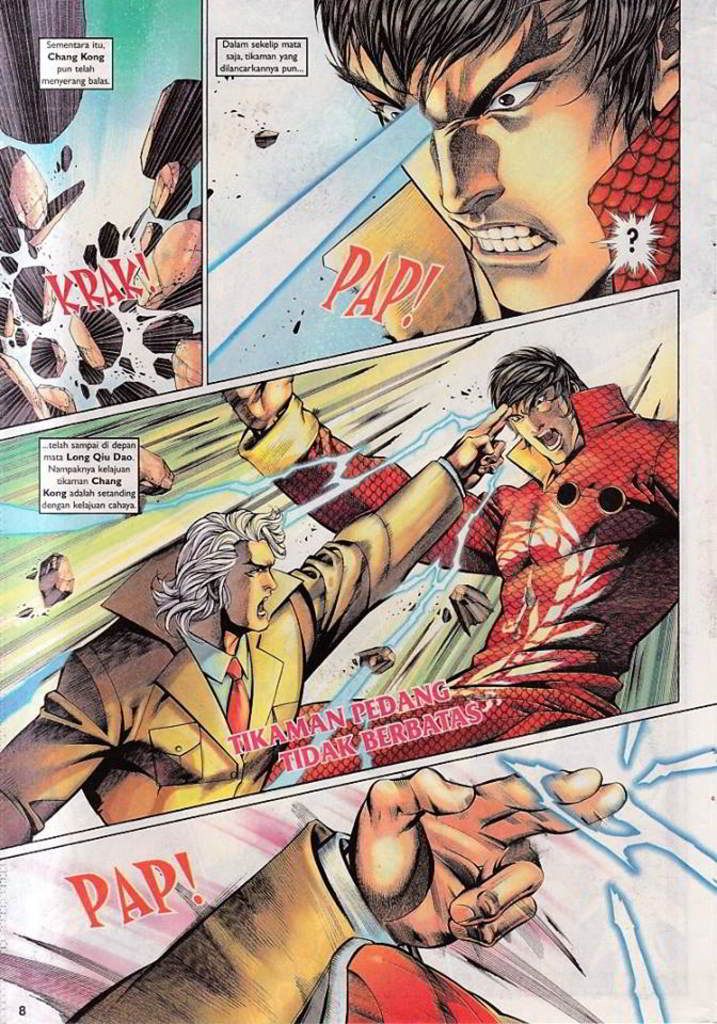 Sementara itu,
Chang Kong
pun telah
menyerang balas.
Dalam sekelip mata
saja, tikaman yang
dilancarkannya pun...
KRAK!
PAP!
?
...telah sampai di depan
mata Long Qiu Dao.
Nampaknya kelajuan
tikaman Chang
Kong adalah setanding
dengan kelajuan cahaya.
TIKAMAN PEDANG
TIDAK BERBATAS
PAP!
8